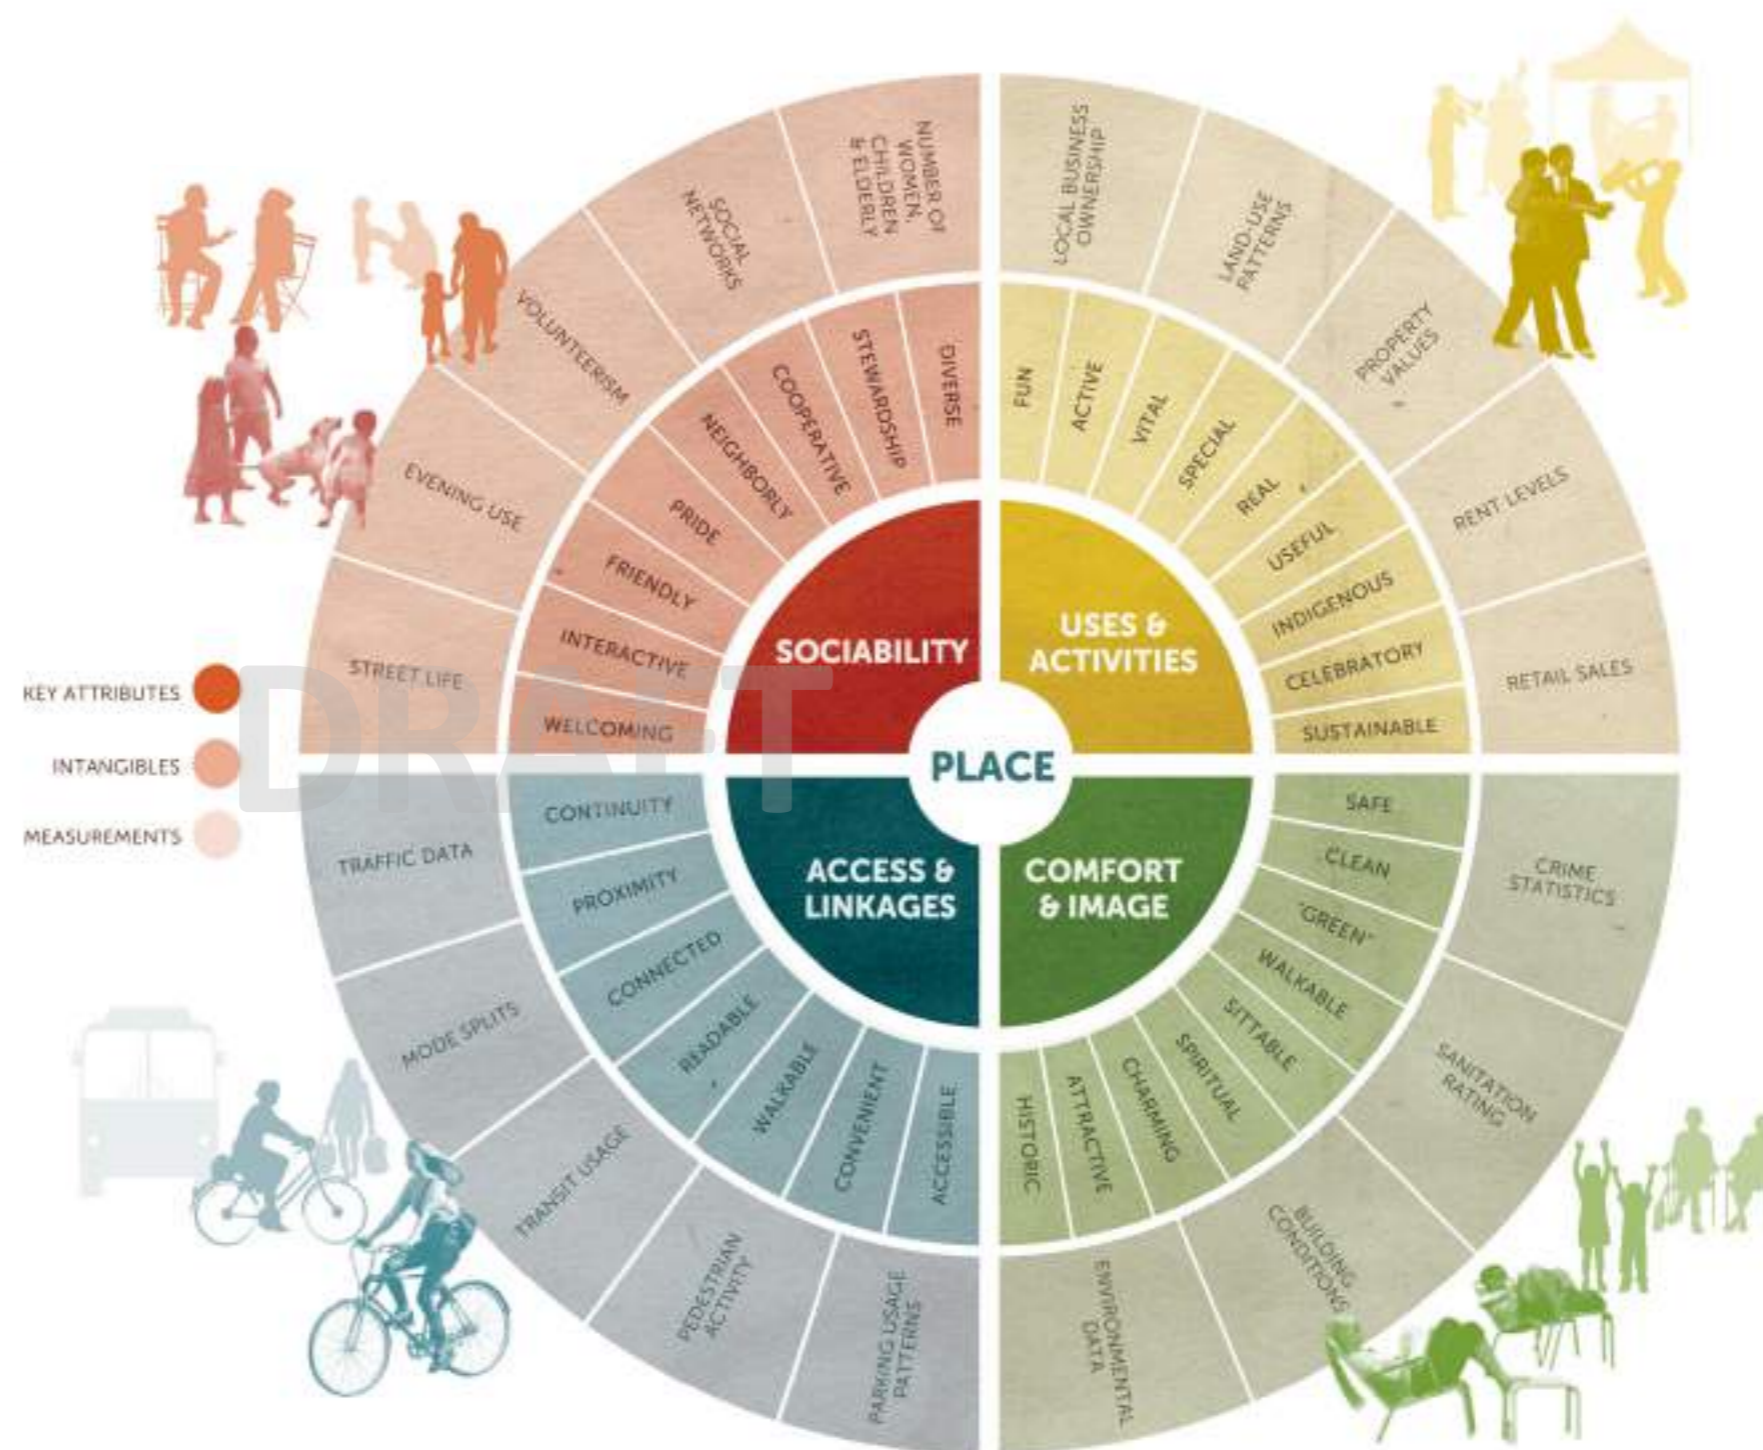 NUMBER OF
WOMEN,
CHILDREN
& ELDERLY
SOCIAL
NETWORKS
VOLUNTEERISM
EVENING USE
STREET LIFE
DIVERSE
STEWARDSHIP
COOPERATIVE
NEIGHBORLY
PRIDE
FRIENDLY
INTERACTIVE
WELCOMING
SOCIABILITY
LOCAL BUSINESS
OWNERSHIP
LAND-USE
PATTERNS
PROPERTY
VALUES
RENT LEVELS
RETAIL SALES
FUN
ACTIVE
VITAL
SPECIAL
REAL
USEFUL
INDIGENOUS
CELEBRATORY
SUSTAINABLE
USES &
ACTIVITIES
PLACE
KEY ATTRIBUTES
INTANGIBLES
MEASUREMENTS
DRAFT
ACCESS &
LINKAGES
CONTINUITY
PROXIMITY
CONNECTED
READABLE
WALKABLE
CONVENIENT
ACCESSIBLE
TRAFFIC DATA
MODE SPLITS
TRANSIT USAGE
PEDESTRIAN
ACTIVITY
PARKING USAGE
PATTERNS
COMFORT
& IMAGE
SAFE
CLEAN
"GREEN"
WALKABLE
SITTABLE
SPIRITUAL
CHARMING
ATTRACTIVE
HISTORIC
CRIME
STATISTICS
SANITATION
RATING
BUILDING
CONDITIONS
ENVIRONMENTAL
DATA